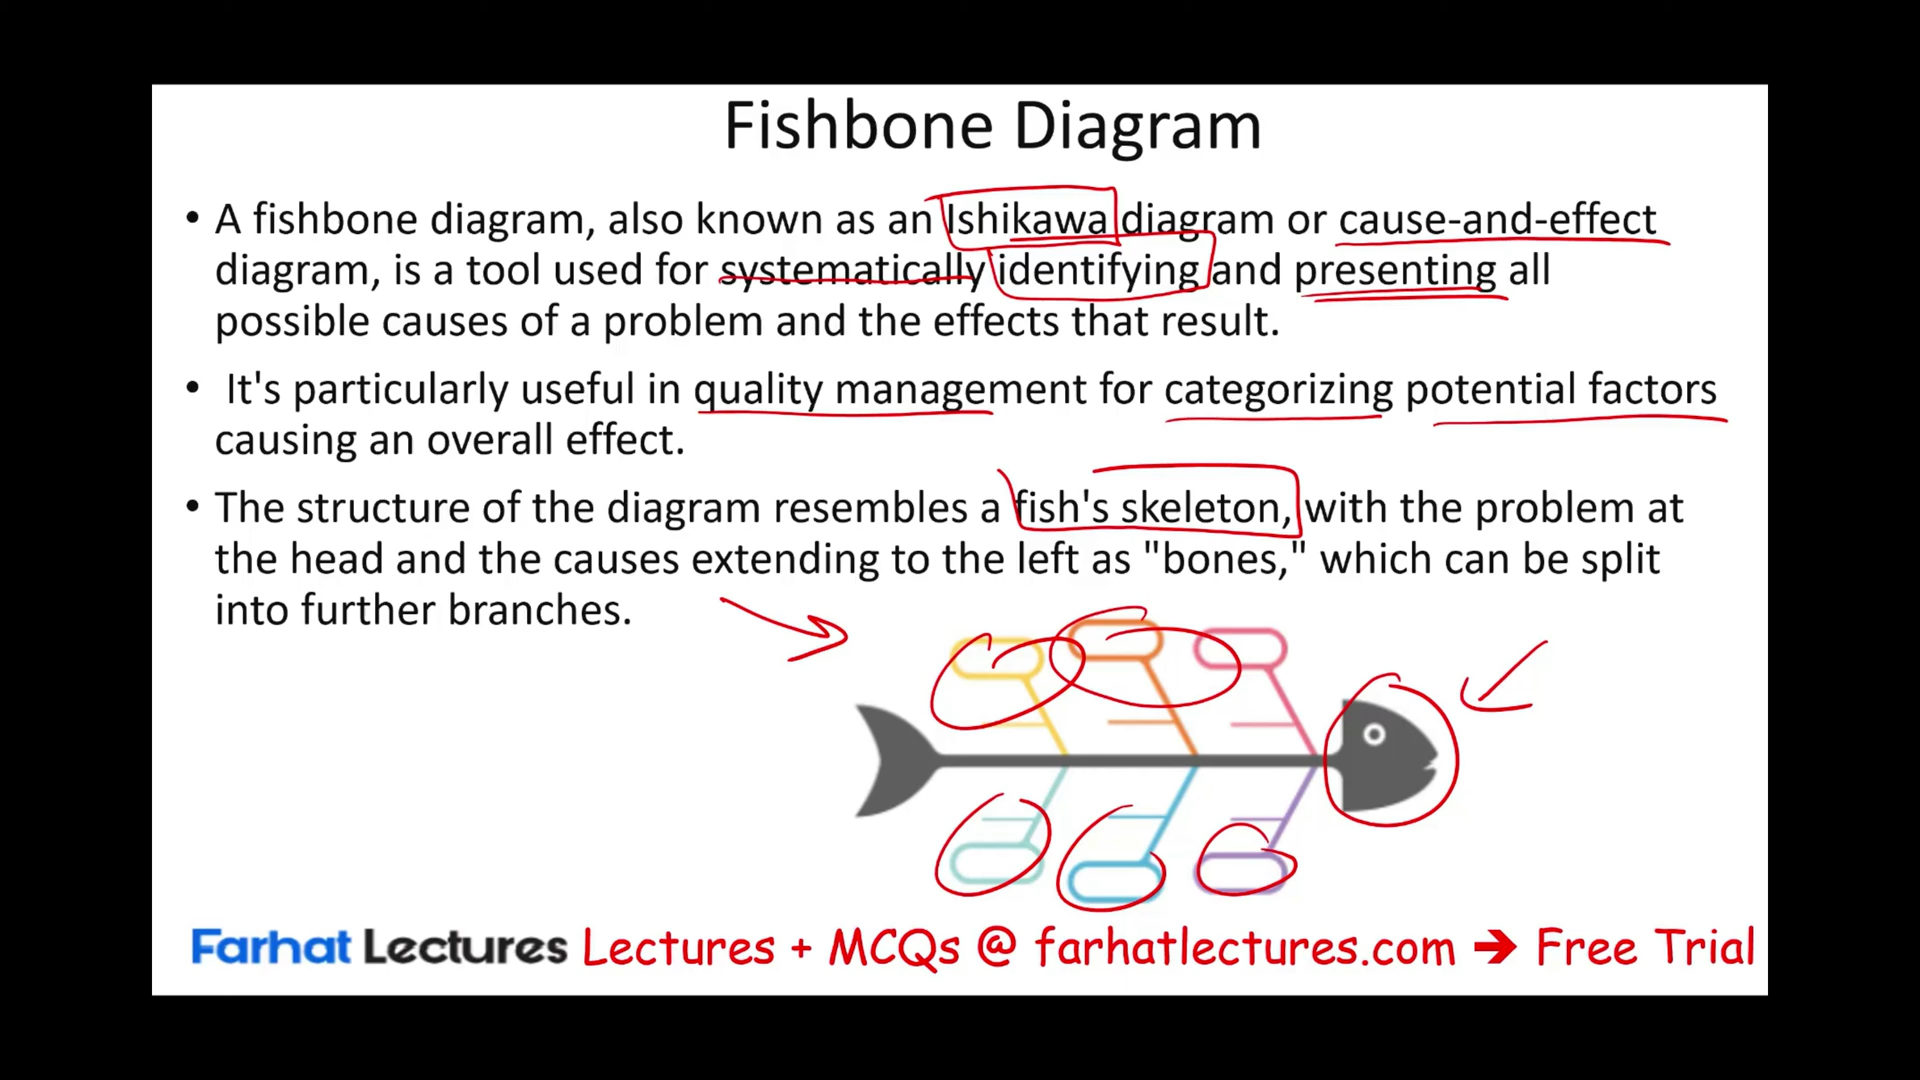 Fishbone Diagram
• A fishbone diagram, also known as an Ishikawa diagram or cause-and-effect
diagram, is a tool used for systematically identifying and presenting all
possible causes of a problem and the effects that result.
• It's particularly useful in quality management for categorizing potential factors
causing an overall effect.
• The structure of the diagram resembles a fish's skeleton, with the problem at
the head and the causes extending to the left as "bones," which can be split
into further branches.
Farhat Lectures Lectures + MCQs @ farhatlectures.com ➔ Free Trial